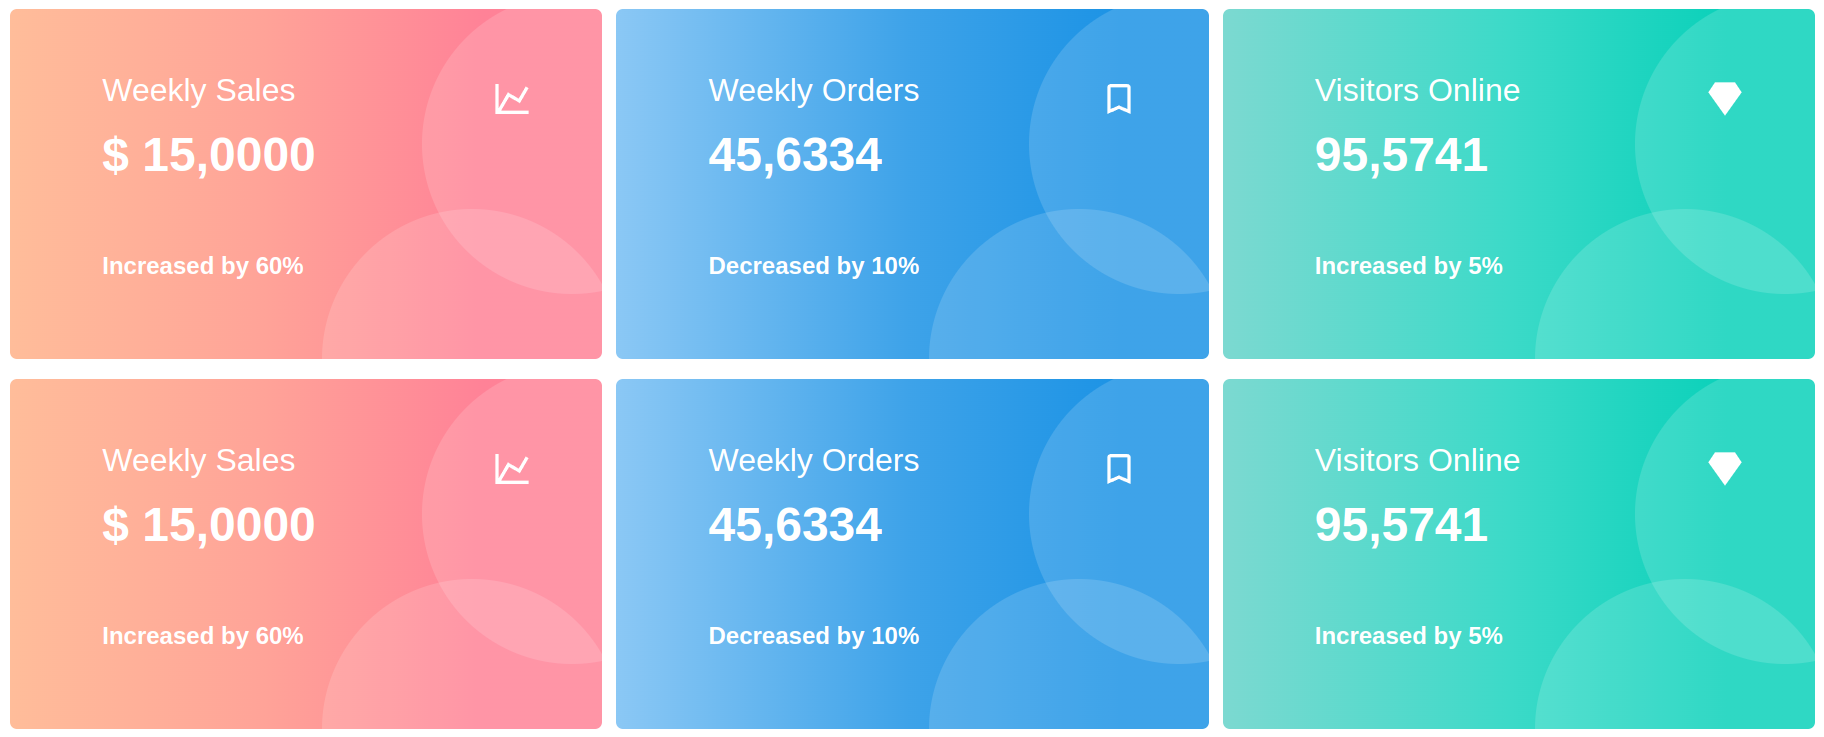 Weekly Sales
$ 15,0000
Increased by 60%
Weekly Orders
45,6334
Decreased by 10%
Visitors Online
95,5741
Increased by 5%
Weekly Sales
$ 15,0000
Increased by 60%
Weekly Orders
45,6334
Decreased by 10%
Visitors Online
95,5741
Increased by 5%